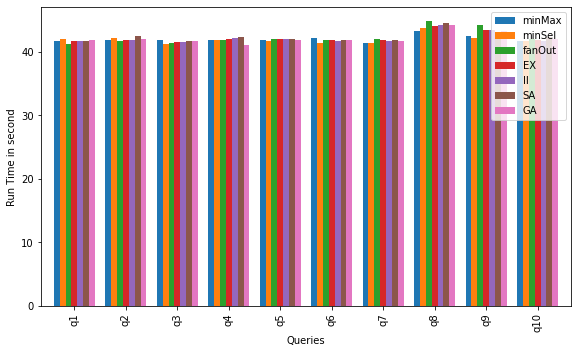 minMax
minSel
fanOut
EX
II
SA
GA
Run Time in second
40
30
20
10
0
q1
q2
q3
q4
q5
q6
q7
q8
q9
q10
Queries